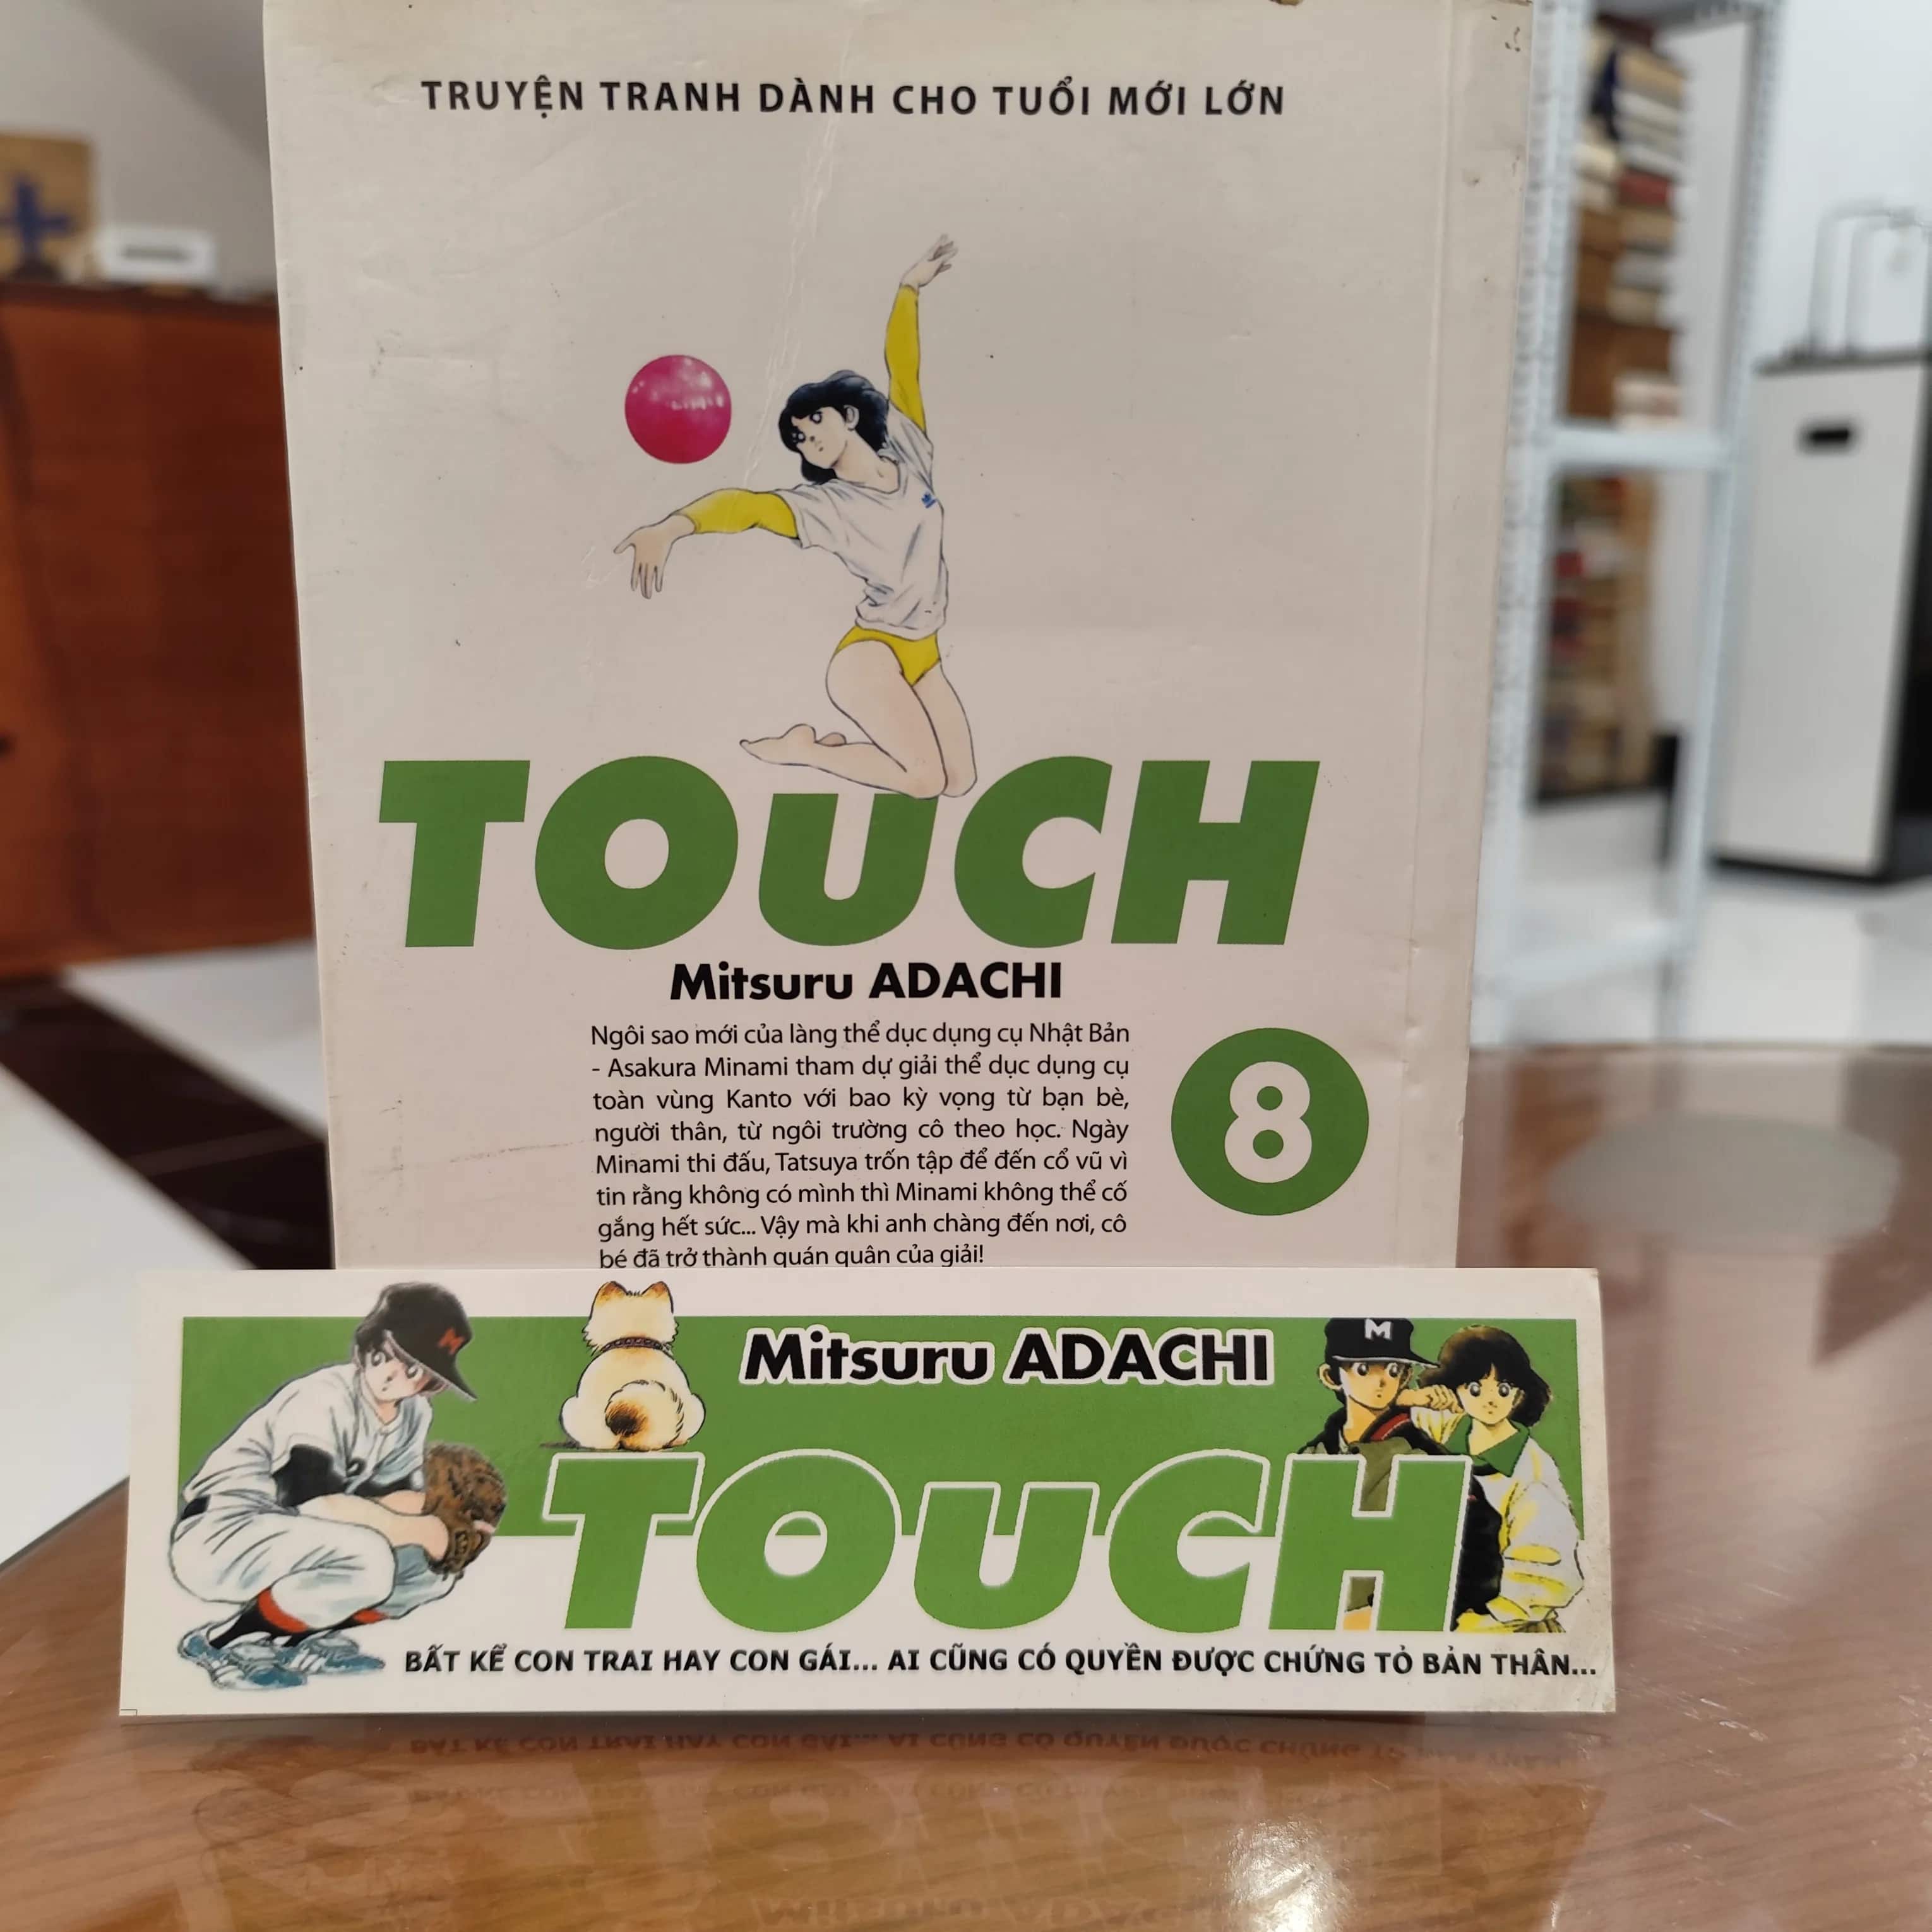 TRUYỆN TRANH DÀNH CHO TUỔI MỚI LỚN
TOUCH
Mitsuru ADACHI
Ngôi sao mới của làng thể dục dụng cụ Nhật Bản
- Asakura Minami tham dự giải thể dục dụng cụ
toàn vùng Kanto với bao kỳ vọng từ bạn bè,
người thân, từ ngôi trường cô theo học. Ngày
Minami thi đấu, Tatsuya trốn tập để đến cổ vũ vì
tin rằng không có mình thì Minami không thể cố
gắng hết sức... Vậy mà khi anh chàng đến nơi, cô
bé đã trở thành quán quân của giải!
8
M
Mitsuru ADACHI
M
TOUCH
BẤT KỂ CON TRAI HAY CON GÁI... AI CŨNG CÓ QUYỀN ĐƯỢC CHỨNG TỎ BẢN THÂN...